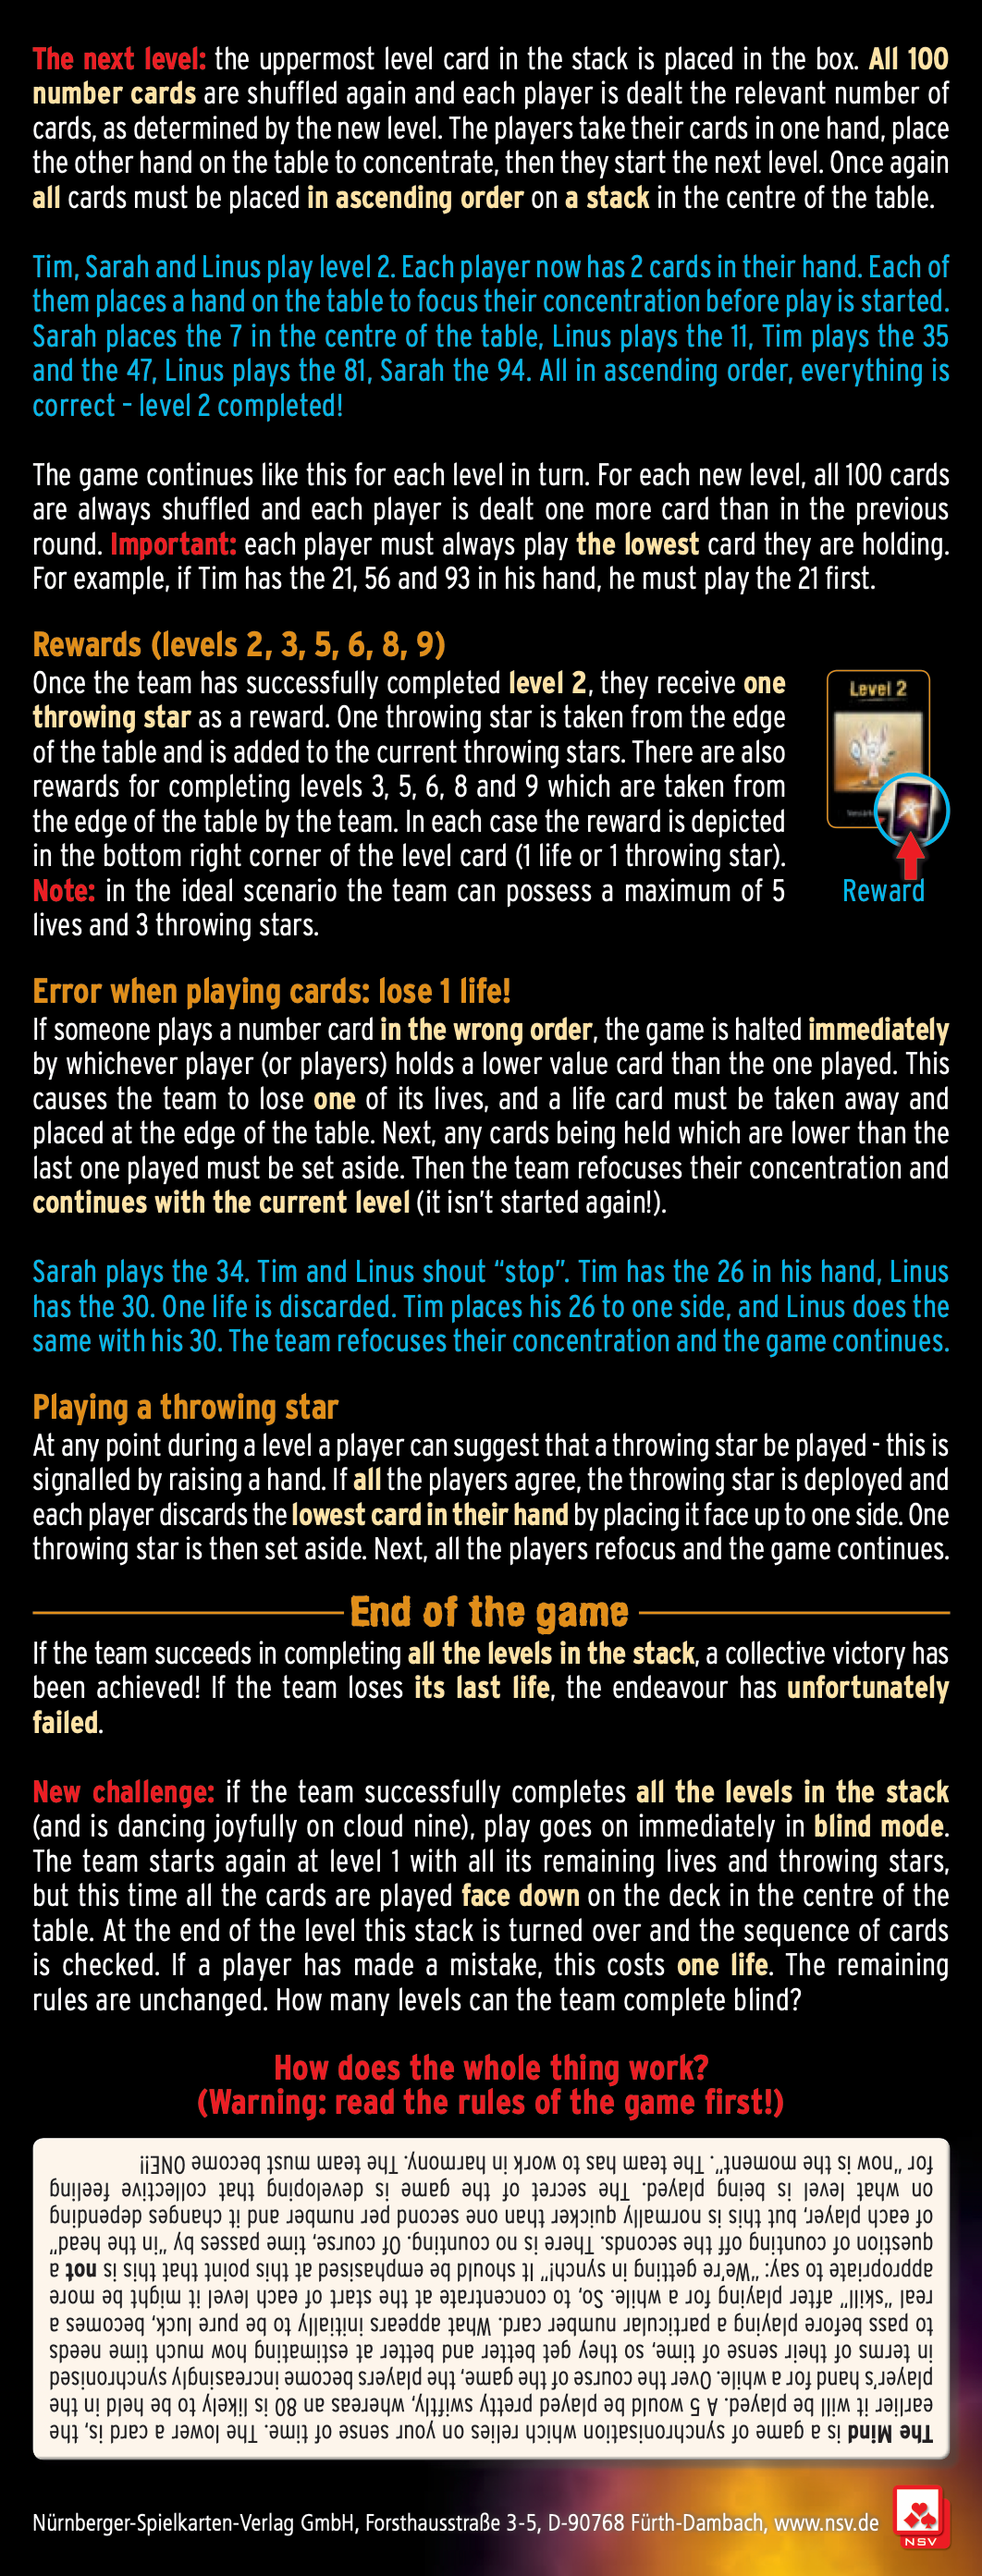 The next level: the uppermost level card in the stack is placed in the box. All 100
number cards are shuffled again and each player is dealt the relevant number of
cards, as determined by the new level. The players take their cards in one hand, place
the other hand on the table to concentrate, then they start the next level. Once again
all cards must be placed in ascending order on a stack in the centre of the table.
Tim, Sarah and Linus play level 2. Each player now has 2 cards in their hand. Each of
them places a hand on the table to focus their concentration before play is started.
Sarah places the 7 in the centre of the table, Linus plays the 11, Tim plays the 35
and the 47, Linus plays the 81, Sarah the 94. All in ascending order, everything is
correct – level 2 completed!
The game continues like this for each level in turn. For each new level, all 100 cards
are always shuffled and each player is dealt one more card than in the previous
round. Important: each player must always play the lowest card they are holding.
For example, if Tim has the 21, 56 and 93 in his hand, he must play the 21 first.
Rewards (levels 2, 3, 5, 6, 8, 9)
Once the team has successfully completed level 2, they receive one
throwing star as a reward. One throwing star is taken from the edge
of the table and is added to the current throwing stars. There are also
rewards for completing levels 3, 5, 6, 8 and 9 which are taken from
the edge of the table by the team. In each case the reward is depicted
in the bottom right corner of the level card (1 life or 1 throwing star).
Note: in the ideal scenario the team can possess a maximum of 5
lives and 3 throwing stars.
Level 2
Reward
Error when playing cards: lose 1 life!
If someone plays a number card in the wrong order, the game is halted immediately
by whichever player (or players) holds a lower value card than the one played. This
causes the team to lose one of its lives, and a life card must be taken away and
placed at the edge of the table. Next, any cards being held which are lower than the
last one played must be set aside. Then the team refocuses their concentration and
continues with the current level (it isn't started again!).
Sarah plays the 34. Tim and Linus shout “stop”. Tim has the 26 in his hand, Linus
has the 30. One life is discarded. Tim places his 26 to one side, and Linus does the
same with his 30. The team refocuses their concentration and the game continues.
Playing a throwing star
At any point during a level a player can suggest that a throwing star be played - this is
signalled by raising a hand. If all the players agree, the throwing star is deployed and
each player discards the lowest card in their hand by placing it face up to one side. One
throwing star is then set aside. Next, all the players refocus and the game continues.
End of the game
If the team succeeds in completing all the levels in the stack, a collective victory has
been achieved! If the team loses its last life, the endeavour has unfortunately
failed.
New challenge: if the team successfully completes all the levels in the stack
(and is dancing joyfully on cloud nine), play goes on immediately in blind mode.
The team starts again at level 1 with all its remaining lives and throwing stars,
but this time all the cards are played face down on the deck in the centre of the
table. At the end of the level this stack is turned over and the sequence of cards
is checked. If a player has made a mistake, this costs one life. The remaining
rules are unchanged. How many levels can the team complete blind?
How does the whole thing work?
(Warning: read the rules of the game first!)
The Mind is a game of synchronisation which relies on your sense of time. The lower a card is, the
earlier it will be played. A 5 would be played pretty swiftly, whereas an 80 is likely to be held in the
player's hand for a while. Over the course of the game, the players become increasingly synchronised
in terms of their sense of time, so they get better and better at estimating how much time needs
to pass before playing a particular number card. What appears initially to be pure luck, becomes a
real “skill” after playing for a while. So, to concentrate at the start of each level it might be more
appropriate to say: “We're getting in synch!” It should be emphasised at this point that this is not a
question of counting off the seconds. There is no counting. Of course, time passes by “in the head”
of each player, but this is normally quicker than one second per number and it changes depending
on what level is being played. The secret of the game is developing that collective feeling
for “now is the moment”. The team has to work in harmony. The team must become ONE!!
Nürnberger-Spielkarten-Verlag GmbH, Forsthausstraße 3-5, D-90768 Fürth-Dambach, www.nsv.de
NSV